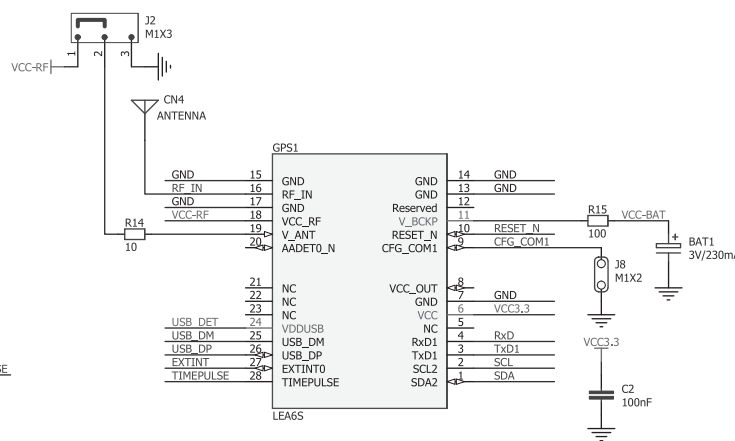 J2
M1X3
1 2 3
VCC-RF
CN4
ANTENNA
GPS1
GND 15 GND GND 14 GND
RF_IN 16 RF_IN GND 13 GND
GND 17 GND Reserved 12
VCC-RF 18 VCC_RF V_BCKP 11 R15 100 VCC-BAT
R14 10 19 V_ANT RESET_N 10 RESET_N
20 AADET0_N CFG_COM1 9 CFG_COM1
+
BAT1
3V/230mA
J8
M1X2
21 NC VCC_OUT 8
22 NC GND 7 GND
23 NC VCC 6 VCC3.3
USB_DET 24 VDDUSB NC 5
USB_DM 25 USB_DM RxD1 4 RxD
USB_DP 26 USB_DP TxD1 3 TxD1
EXTINT 27 EXTINT0 SCL2 2 SCL
TIMEPULSE 28 TIMEPULSE SDA2 1 SDA
LEA6S
VCC3.3
C2
100nF
SE